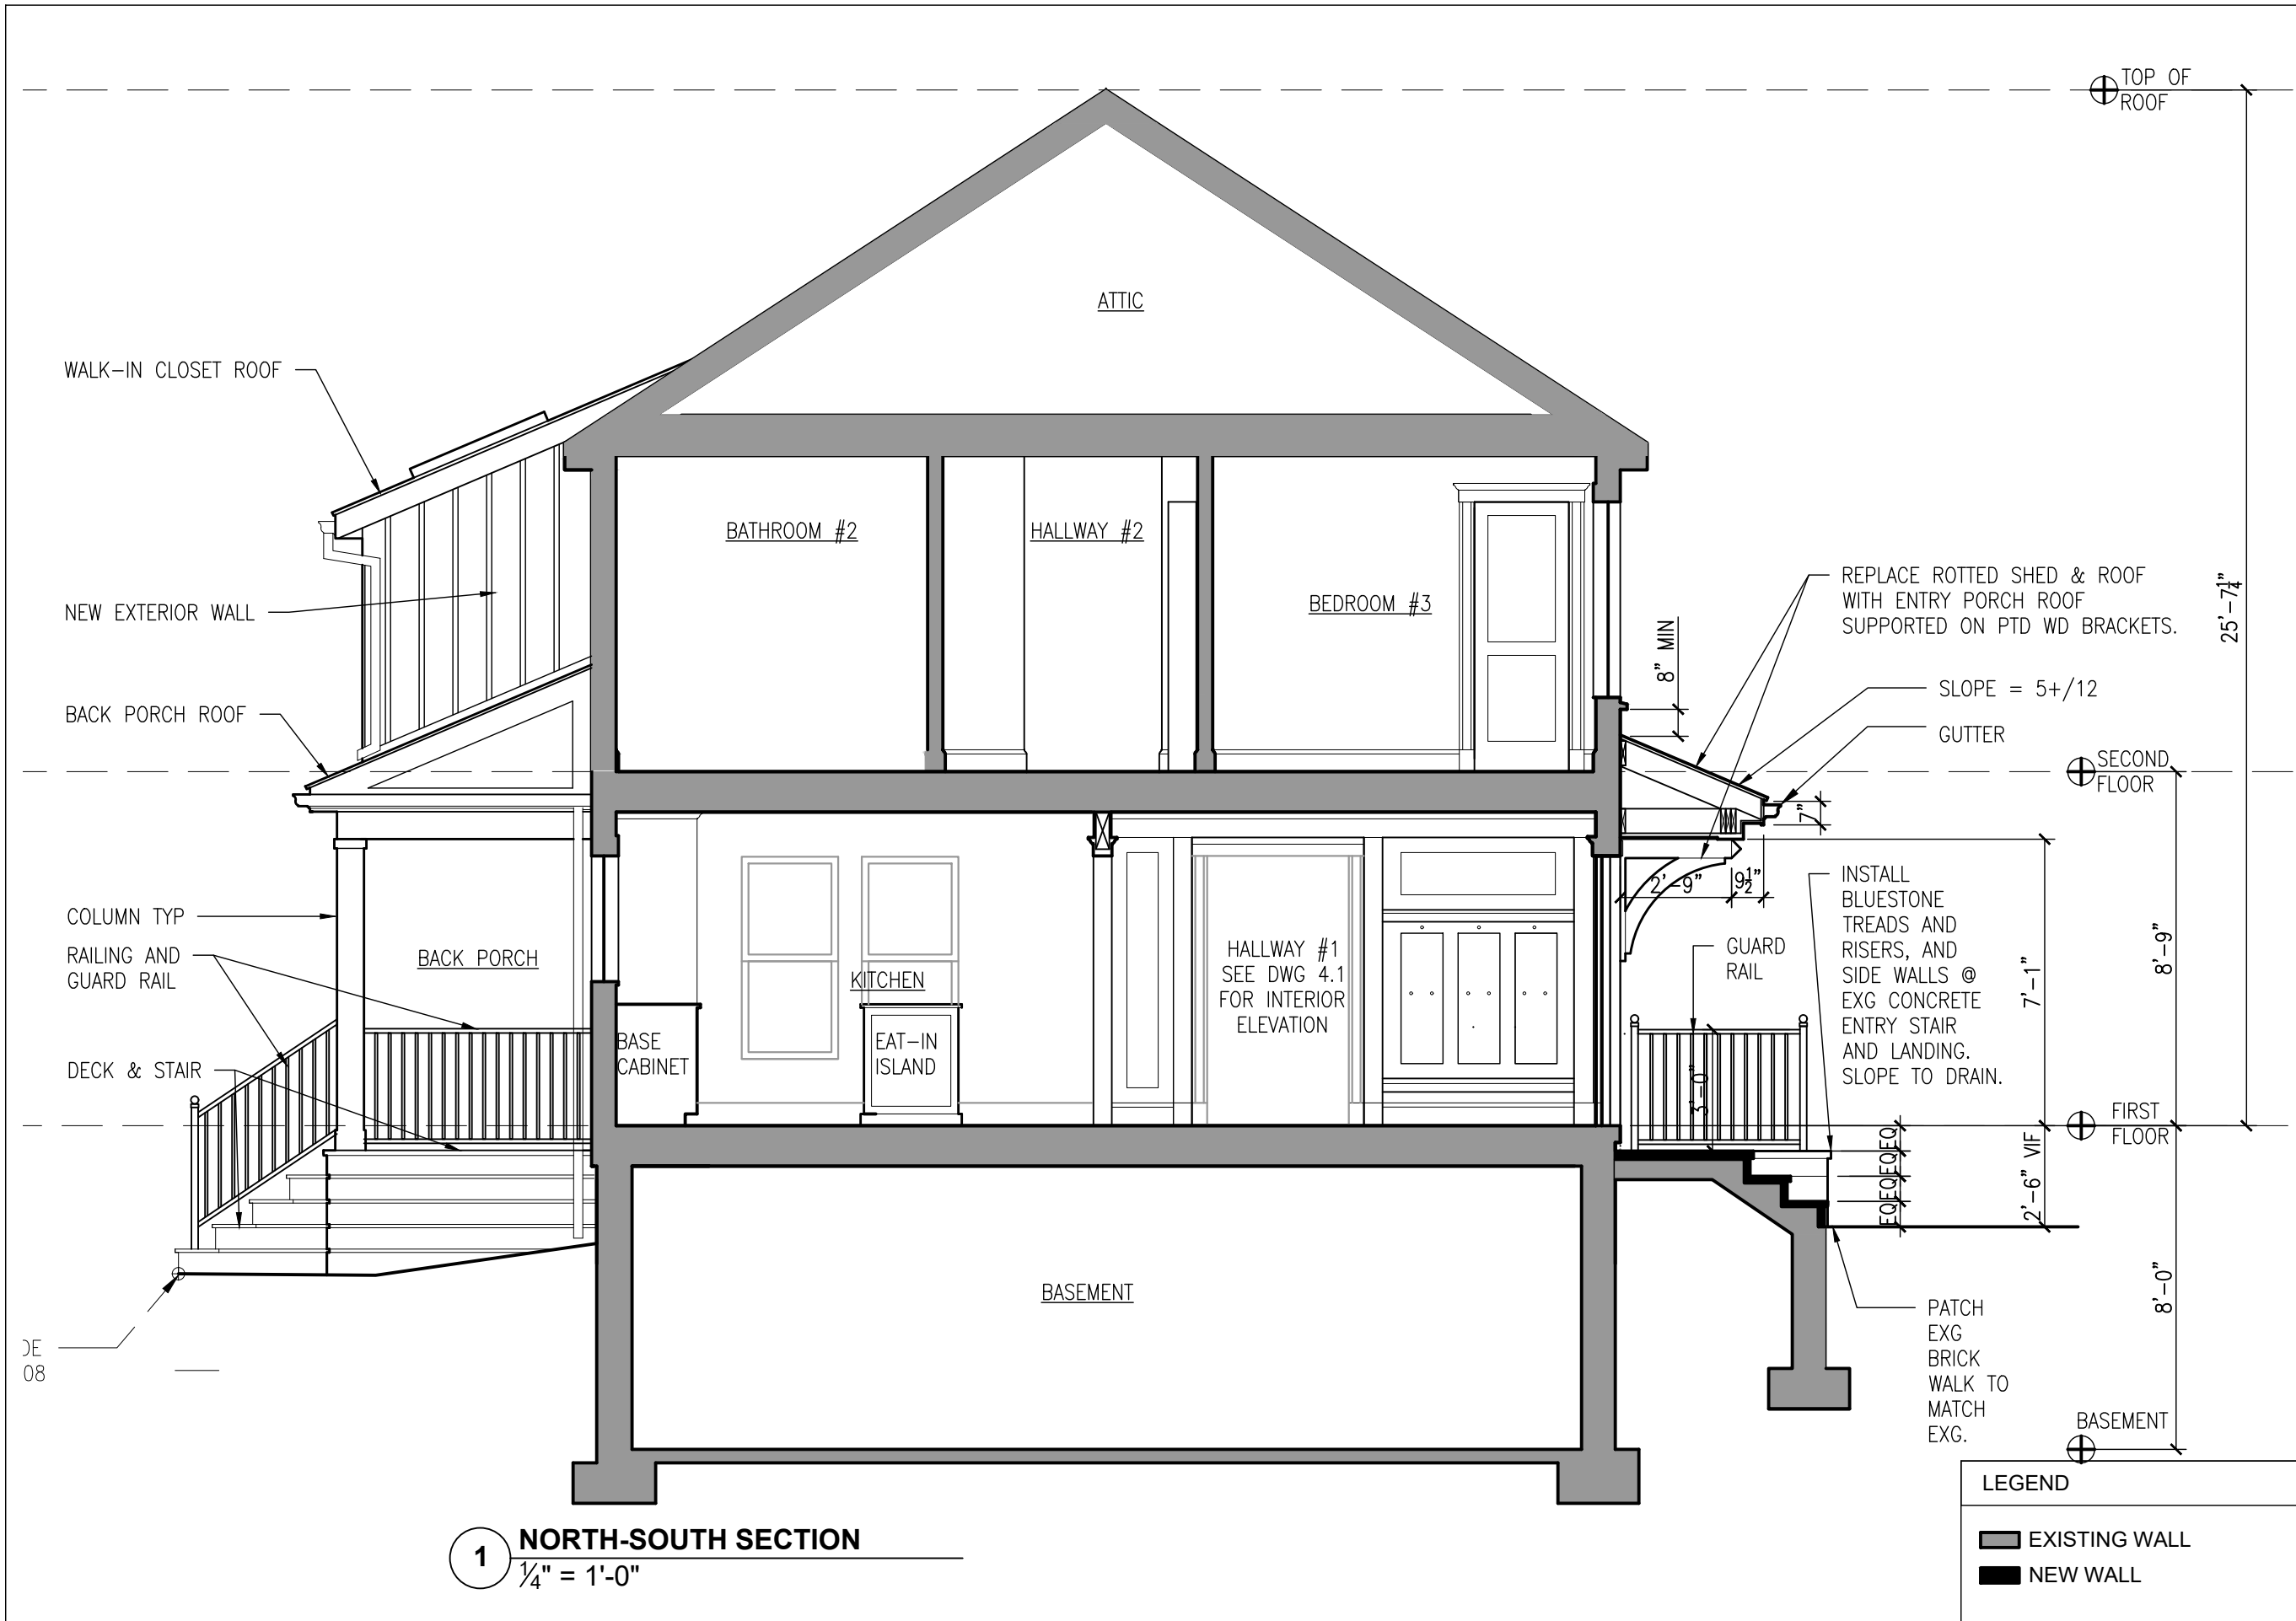 TOP OF
ROOF
ATTIC
WALK-IN CLOSET ROOF
BATHROOM #2
HALLWAY #2
BEDROOM #3
NEW EXTERIOR WALL
BACK PORCH ROOF
REPLACE ROTTED SHED & ROOF
WITH ENTRY PORCH ROOF
SUPPORTED ON PTD WD BRACKETS.
25'-7 1/4"
8" MIN
SLOPE = 5+/12
GUTTER
SECOND
FLOOR
7"
2'-9"
9 1/2"
COLUMN TYP
RAILING AND
GUARD RAIL
DECK & STAIR
BACK PORCH
KITCHEN
BASE
CABINET
EAT-IN
ISLAND
HALLWAY #1
SEE DWG 4.1
FOR INTERIOR
ELEVATION
GUARD
RAIL
3'-0"
INSTALL
BLUESTONE
TREADS AND
RISERS, AND
SIDE WALLS @
EXG CONCRETE
ENTRY STAIR
AND LANDING.
SLOPE TO DRAIN.
7'-1"
8'-9"
FIRST
FLOOR
EQ
EQ
EQ
EQ
2'-6" VIF
8'-0"
BASEMENT
PATCH
EXG
BRICK
WALK TO
MATCH
EXG.
BASEMENT
DE
08
1
NORTH-SOUTH SECTION
1/4" = 1'-0"
LEGEND
EXISTING WALL
NEW WALL